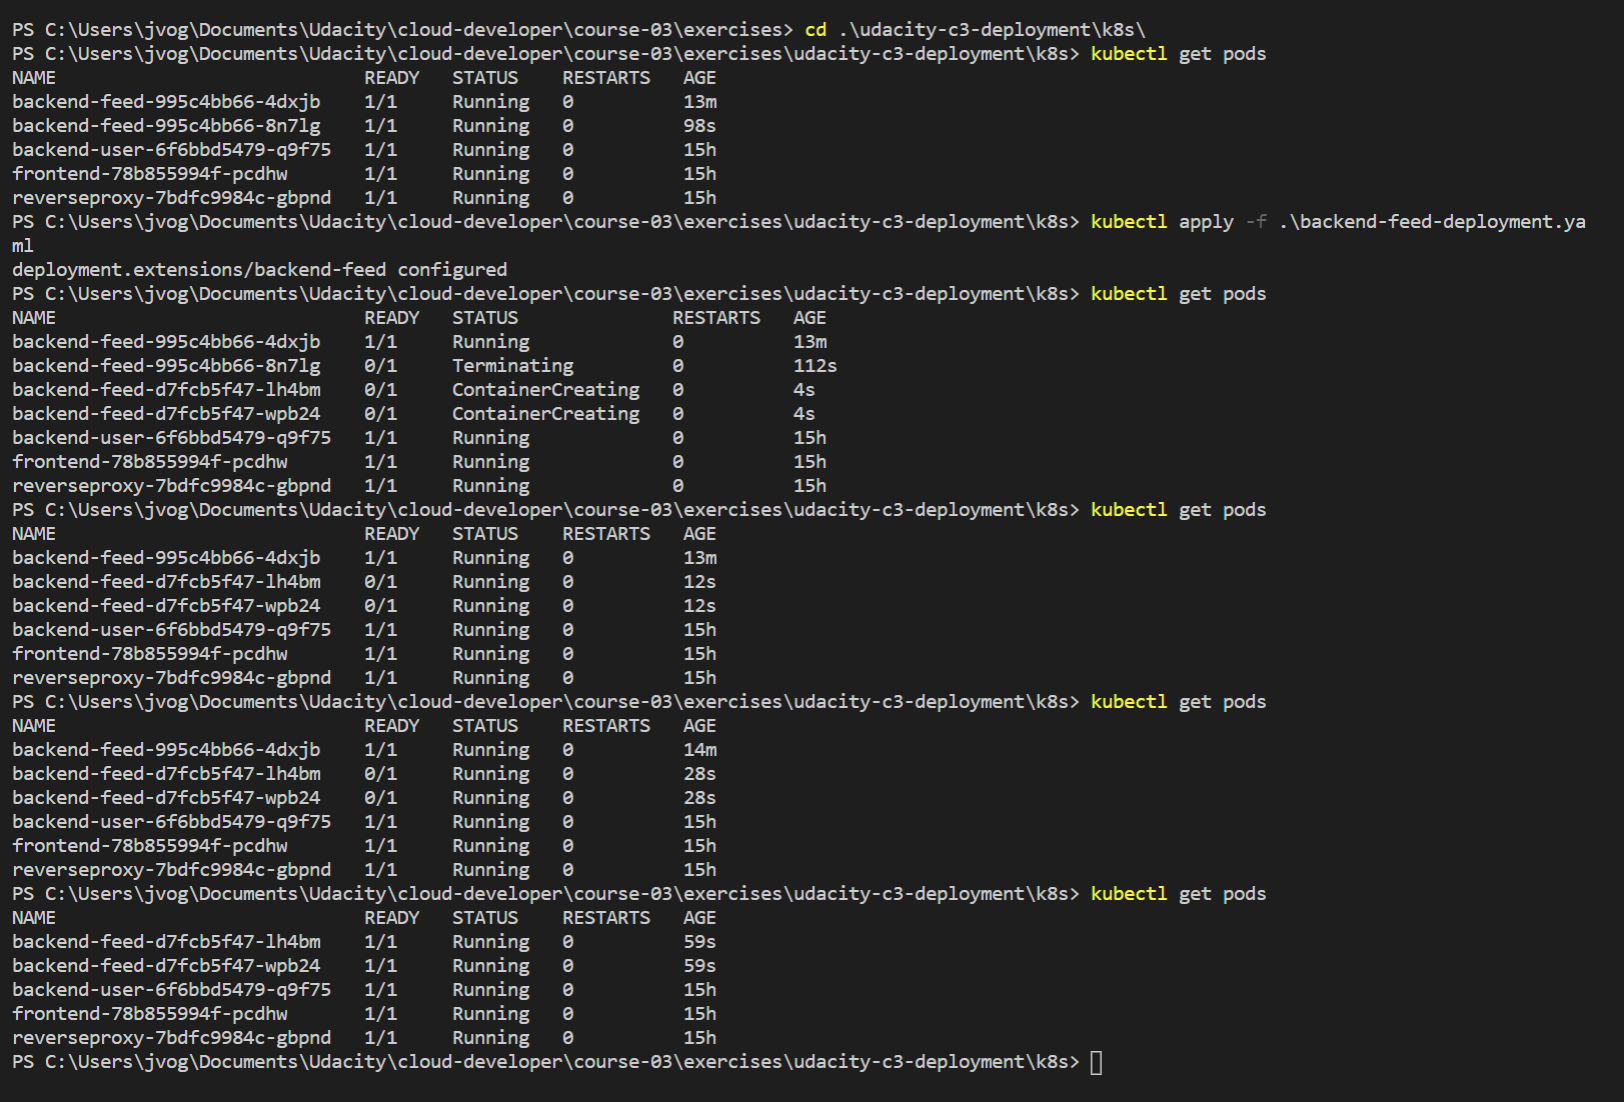 PS C:\Users\jvog\Documents\Udacity\cloud-developer\course-03\exercises> cd .\udacity-c3-deployment\k8s\
PS C:\Users\jvog\Documents\Udacity\cloud-developer\course-03\exercises\udacity-c3-deployment\k8s> kubectl get pods
NAME READY STATUS RESTARTS AGE
backend-feed-995c4bb66-4dxjb 1/1 Running 0 13m
backend-feed-995c4bb66-8n7lg 1/1 Running 0 98s
backend-user-6f6bbd5479-q9f75 1/1 Running 0 15h
frontend-78b855994f-pcdhw 1/1 Running 0 15h
reverseproxy-7bdfc9984c-gbpnd 1/1 Running 0 15h
PS C:\Users\jvog\Documents\Udacity\cloud-developer\course-03\exercises\udacity-c3-deployment\k8s> kubectl apply -f .\backend-feed-deployment.ya
ml
deployment.extensions/backend-feed configured
PS C:\Users\jvog\Documents\Udacity\cloud-developer\course-03\exercises\udacity-c3-deployment\k8s> kubectl get pods
NAME READY STATUS RESTARTS AGE
backend-feed-995c4bb66-4dxjb 1/1 Running 0 13m
backend-feed-995c4bb66-8n7lg 0/1 Terminating 0 112s
backend-feed-d7fcb5f47-lh4bm 0/1 ContainerCreating 0 4s
backend-feed-d7fcb5f47-wpb24 0/1 ContainerCreating 0 4s
backend-user-6f6bbd5479-q9f75 1/1 Running 0 15h
frontend-78b855994f-pcdhw 1/1 Running 0 15h
reverseproxy-7bdfc9984c-gbpnd 1/1 Running 0 15h
PS C:\Users\jvog\Documents\Udacity\cloud-developer\course-03\exercises\udacity-c3-deployment\k8s> kubectl get pods
NAME READY STATUS RESTARTS AGE
backend-feed-995c4bb66-4dxjb 1/1 Running 0 13m
backend-feed-d7fcb5f47-lh4bm 0/1 Running 0 12s
backend-feed-d7fcb5f47-wpb24 0/1 Running 0 12s
backend-user-6f6bbd5479-q9f75 1/1 Running 0 15h
frontend-78b855994f-pcdhw 1/1 Running 0 15h
reverseproxy-7bdfc9984c-gbpnd 1/1 Running 0 15h
PS C:\Users\jvog\Documents\Udacity\cloud-developer\course-03\exercises\udacity-c3-deployment\k8s> kubectl get pods
NAME READY STATUS RESTARTS AGE
backend-feed-995c4bb66-4dxjb 1/1 Running 0 14m
backend-feed-d7fcb5f47-lh4bm 0/1 Running 0 28s
backend-feed-d7fcb5f47-wpb24 0/1 Running 0 28s
backend-user-6f6bbd5479-q9f75 1/1 Running 0 15h
frontend-78b855994f-pcdhw 1/1 Running 0 15h
reverseproxy-7bdfc9984c-gbpnd 1/1 Running 0 15h
PS C:\Users\jvog\Documents\Udacity\cloud-developer\course-03\exercises\udacity-c3-deployment\k8s> kubectl get pods
NAME READY STATUS RESTARTS AGE
backend-feed-d7fcb5f47-lh4bm 1/1 Running 0 59s
backend-feed-d7fcb5f47-wpb24 1/1 Running 0 59s
backend-user-6f6bbd5479-q9f75 1/1 Running 0 15h
frontend-78b855994f-pcdhw 1/1 Running 0 15h
reverseproxy-7bdfc9984c-gbpnd 1/1 Running 0 15h
PS C:\Users\jvog\Documents\Udacity\cloud-developer\course-03\exercises\udacity-c3-deployment\k8s>